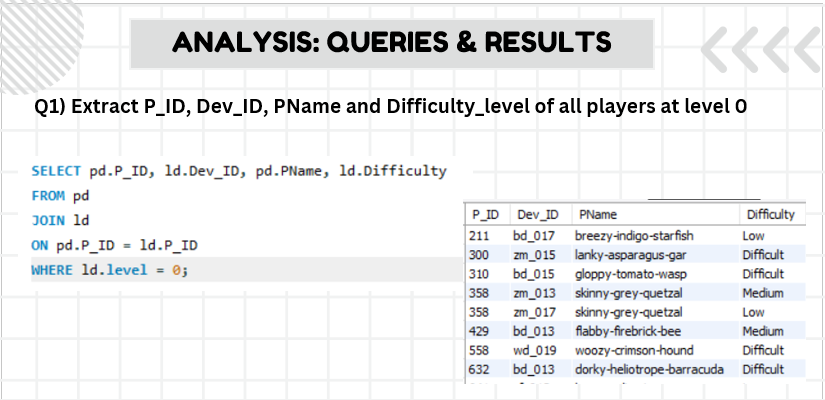 ANALYSIS: QUERIES & RESULTS
Q1) Extract P_ID, Dev_ID, PName and Difficulty_level of all players at level 0
SELECT pd.P_ID, ld.Dev_ID, pd.PName, ld.Difficulty
FROM pd
JOIN ld
ON pd.P_ID = ld.P_ID
WHERE ld.level = 0;
P_ID Dev_ID PName Difficulty
211 bd_017 breezy-indigo-starfish Low
300 zm_015 lanky-asparagus-gar Difficult
310 bd_015 gloppy-tomato-wasp Difficult
358 zm_013 skinny-grey-quetzal Medium
358 zm_017 skinny-grey-quetzal Low
429 bd_013 flabby-firebrick-bee Medium
558 wd_019 woozy-crimson-hound Difficult
632 bd_013 dorky-heliotrope-barracuda Difficult